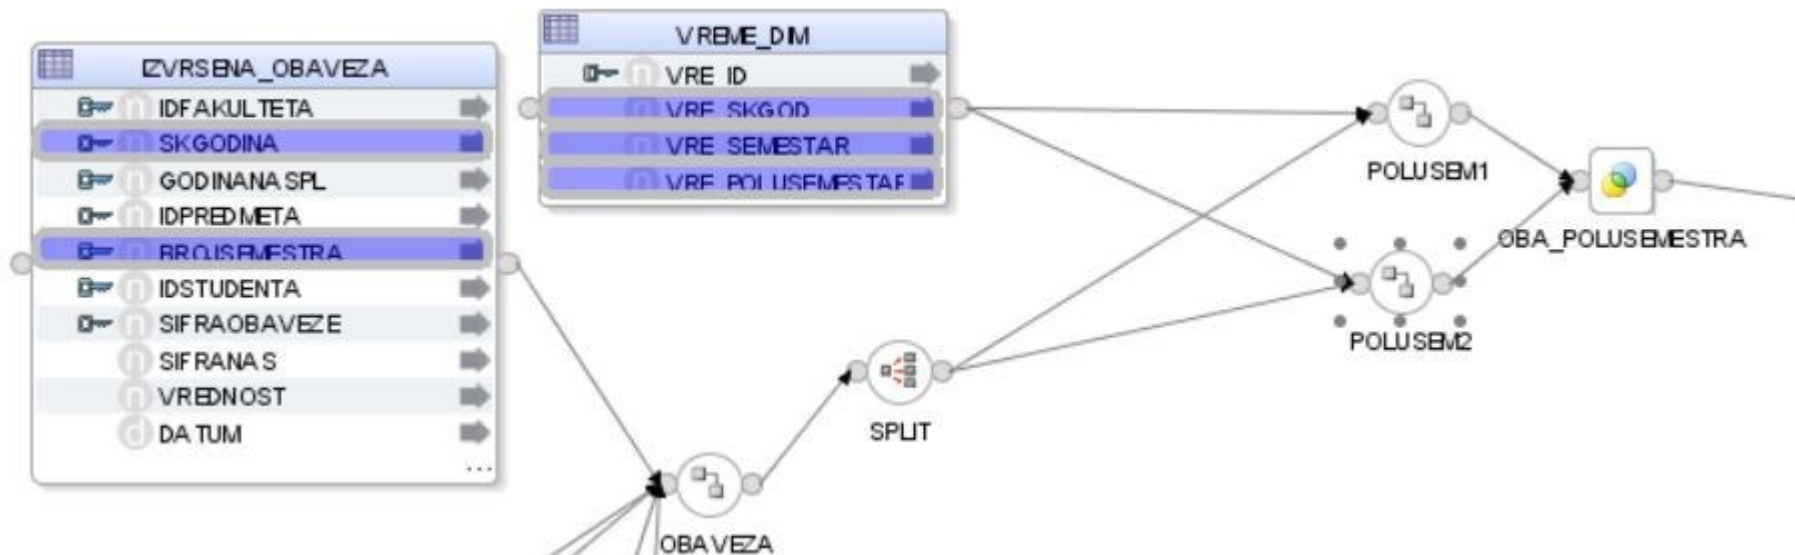 IZVRSENA_OBAVEZA
IDFAKULTETA
SKGODINA
GODINANASPL
IDPREDMETA
BROJSEMESTRA
IDSTUDENTA
SIFRAOBAVEZE
SIFRANAS
VREDNOST
DATUM
...
VREME_DIM
VRE_ID
VRE_SKGOD
VRE_SEMESTAR
VRE_POLUSEMESTAR
POLUSEM1
OBA_POLUSEMESTRA
POLUSEM2
SPLIT
OBAVEZA